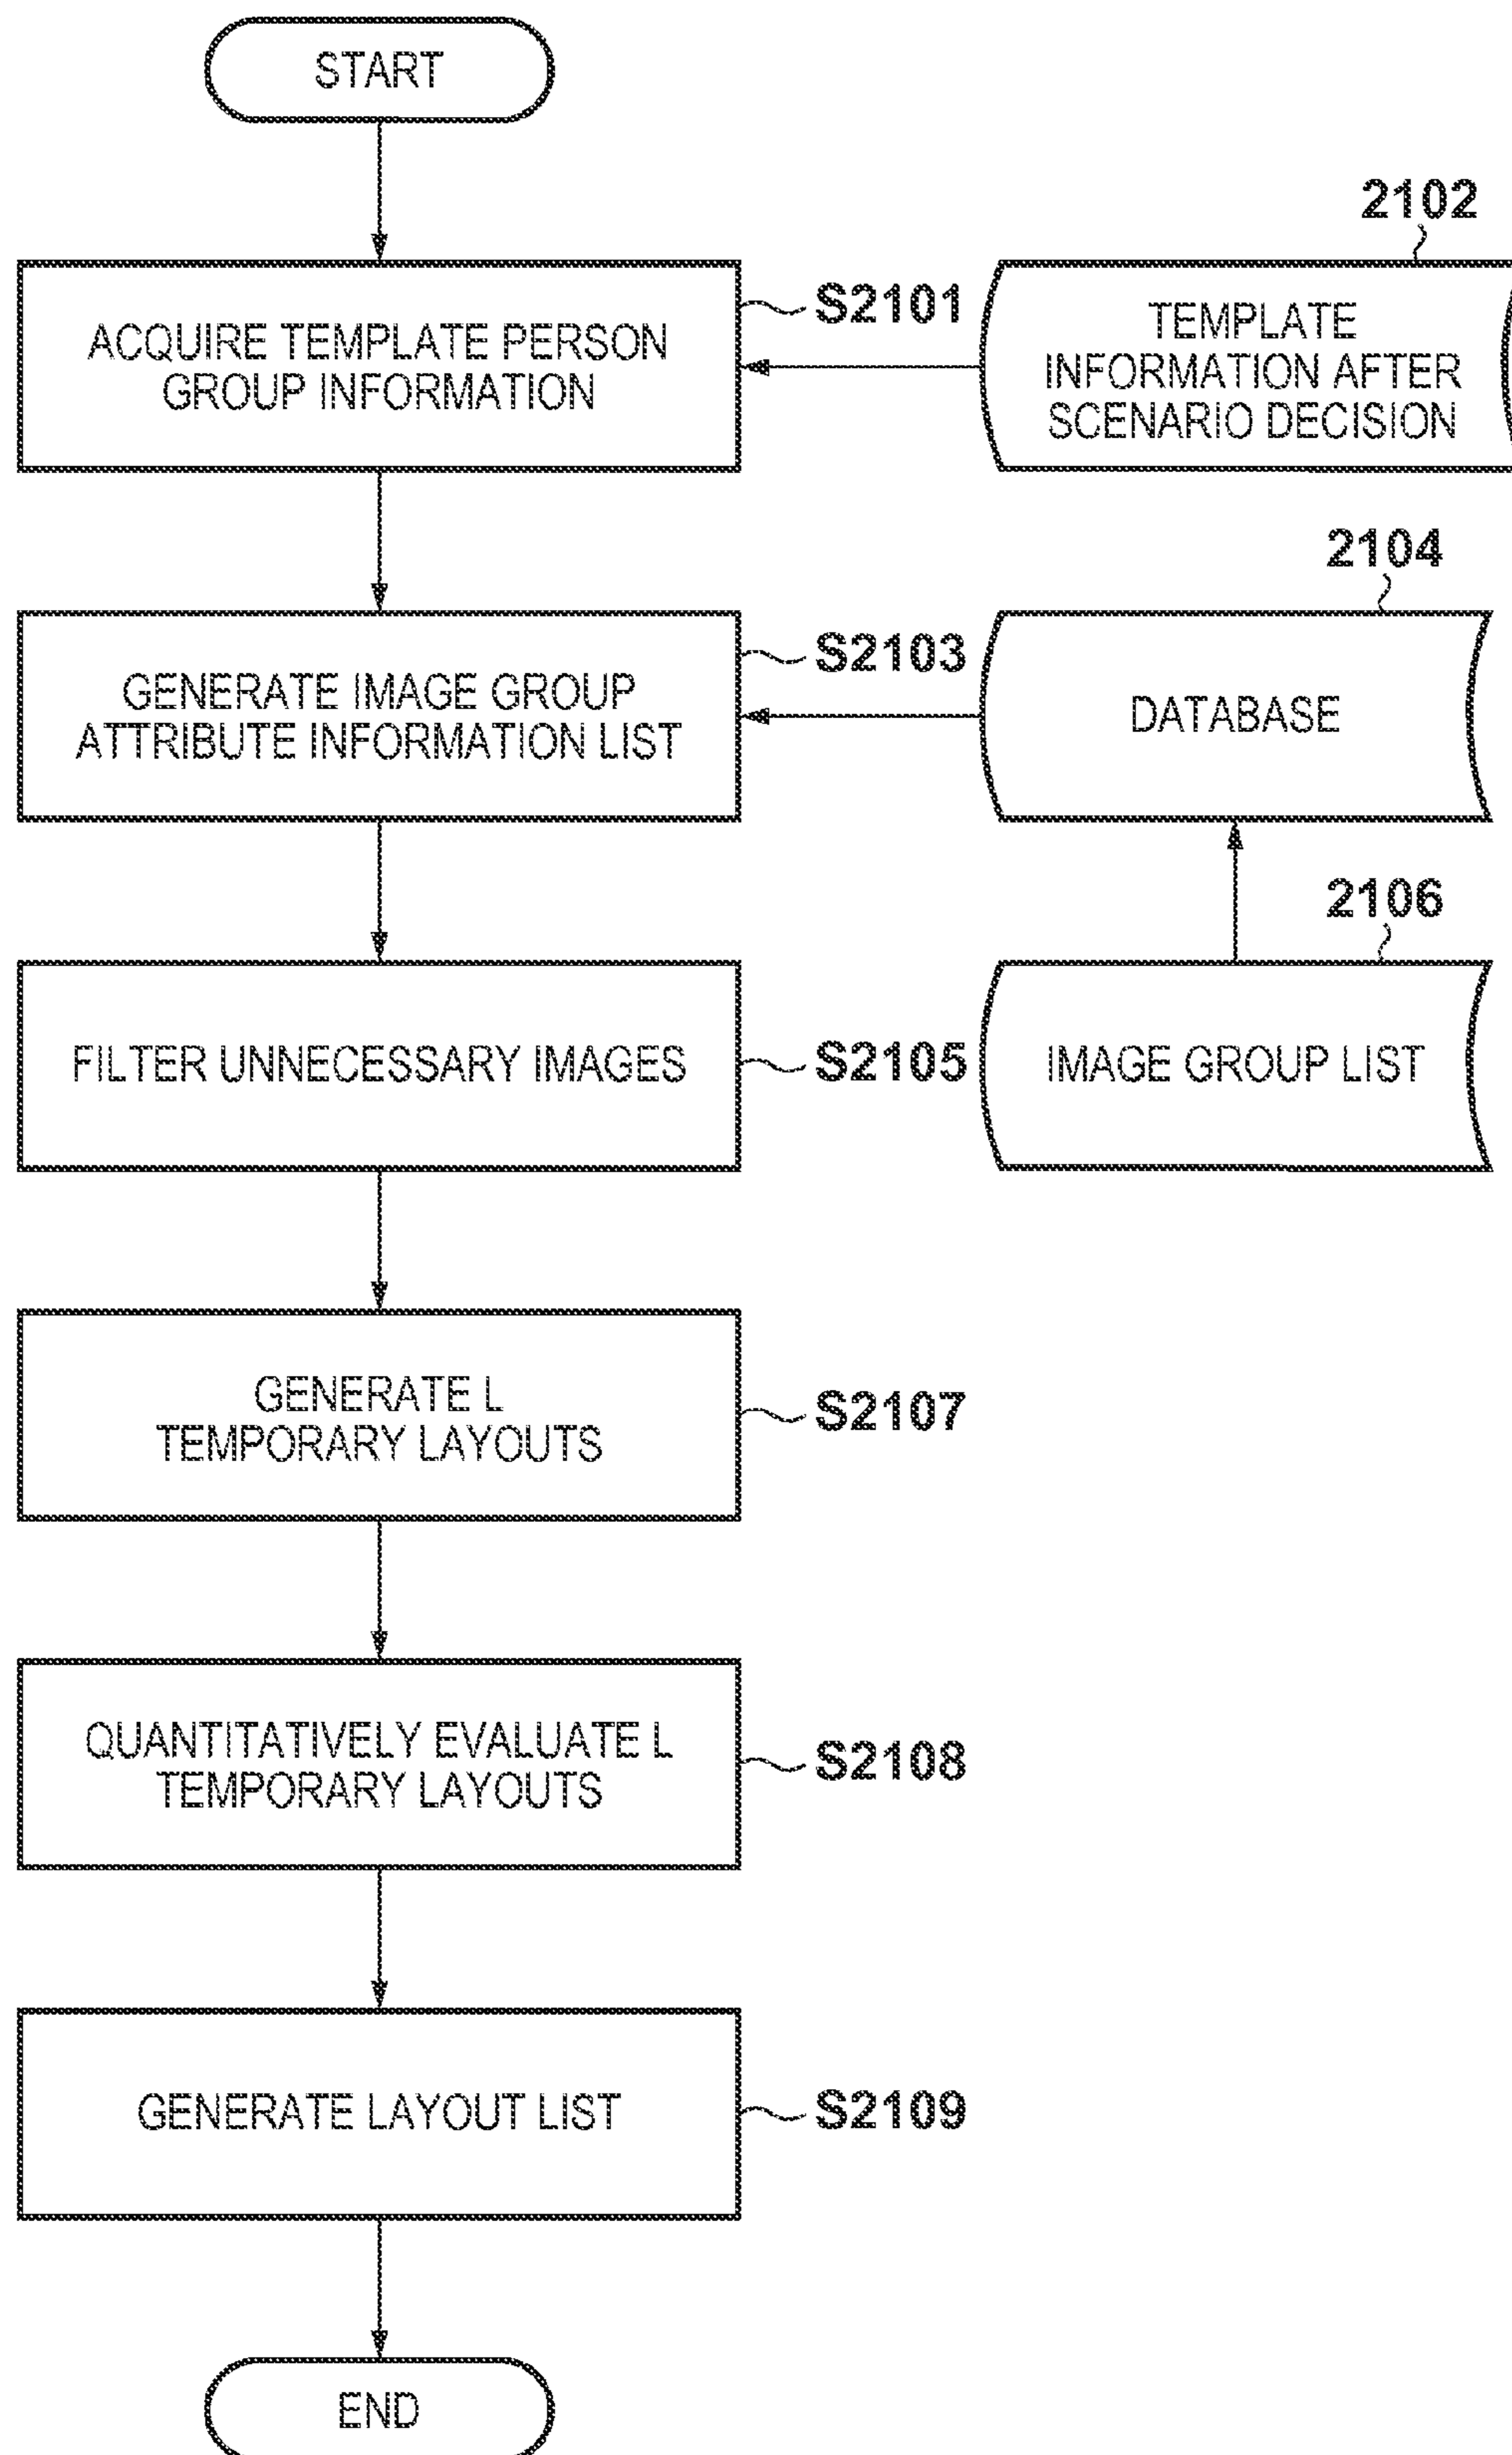 START
2102
ACQUIRE TEMPLATE PERSON
GROUP INFORMATION
S2101
TEMPLATE
INFORMATION AFTER
SCENARIO DECISION
2104
GENERATE IMAGE GROUP
ATTRIBUTE INFORMATION LIST
S2103
DATABASE
2106
FILTER UNNECESSARY IMAGES
S2105
IMAGE GROUP LIST
GENERATE L
TEMPORARY LAYOUTS
S2107
QUANTITATIVELY EVALUATE L
TEMPORARY LAYOUTS
S2108
GENERATE LAYOUT LIST
S2109
END